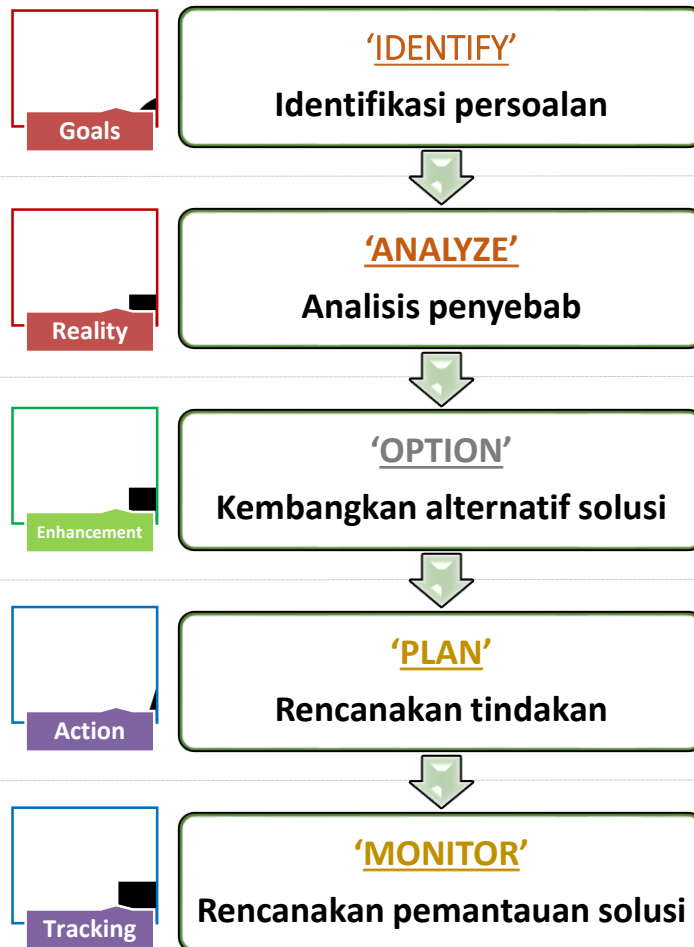 ‘IDENTIFY’
Identifikasi persoalan
Goals
‘ANALYZE’
Analisis penyebab
Reality
‘OPTION’
Kembangkan alternatif solusi
Enhancement
‘PLAN’
Rencanakan tindakan
Action
‘MONITOR’
Rencanakan pemantauan solusi
Tracking